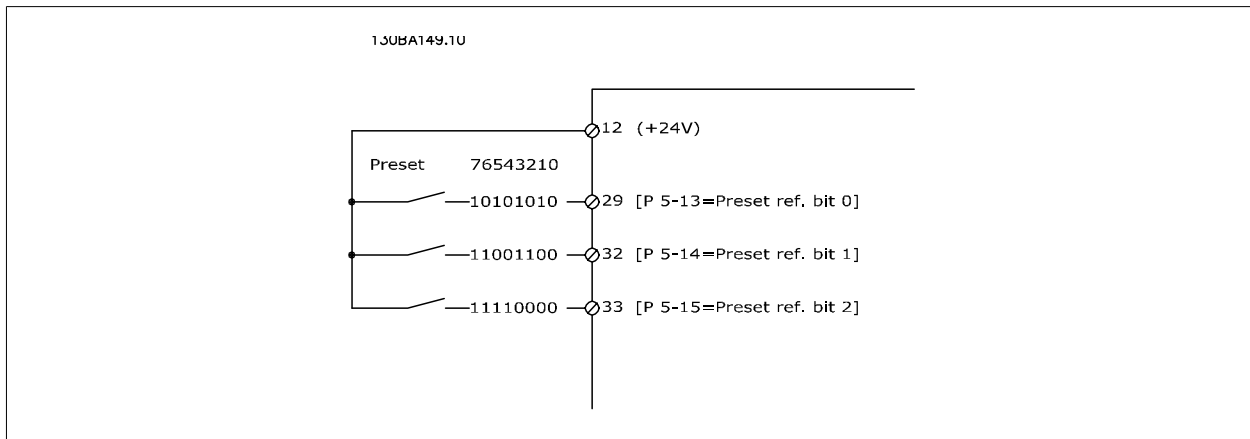 130BA149.10
12 (+24V)
Preset 76543210
10101010 29 [P 5-13=Preset ref. bit 0]
11001100 32 [P 5-14=Preset ref. bit 1]
11110000 33 [P 5-15=Preset ref. bit 2]